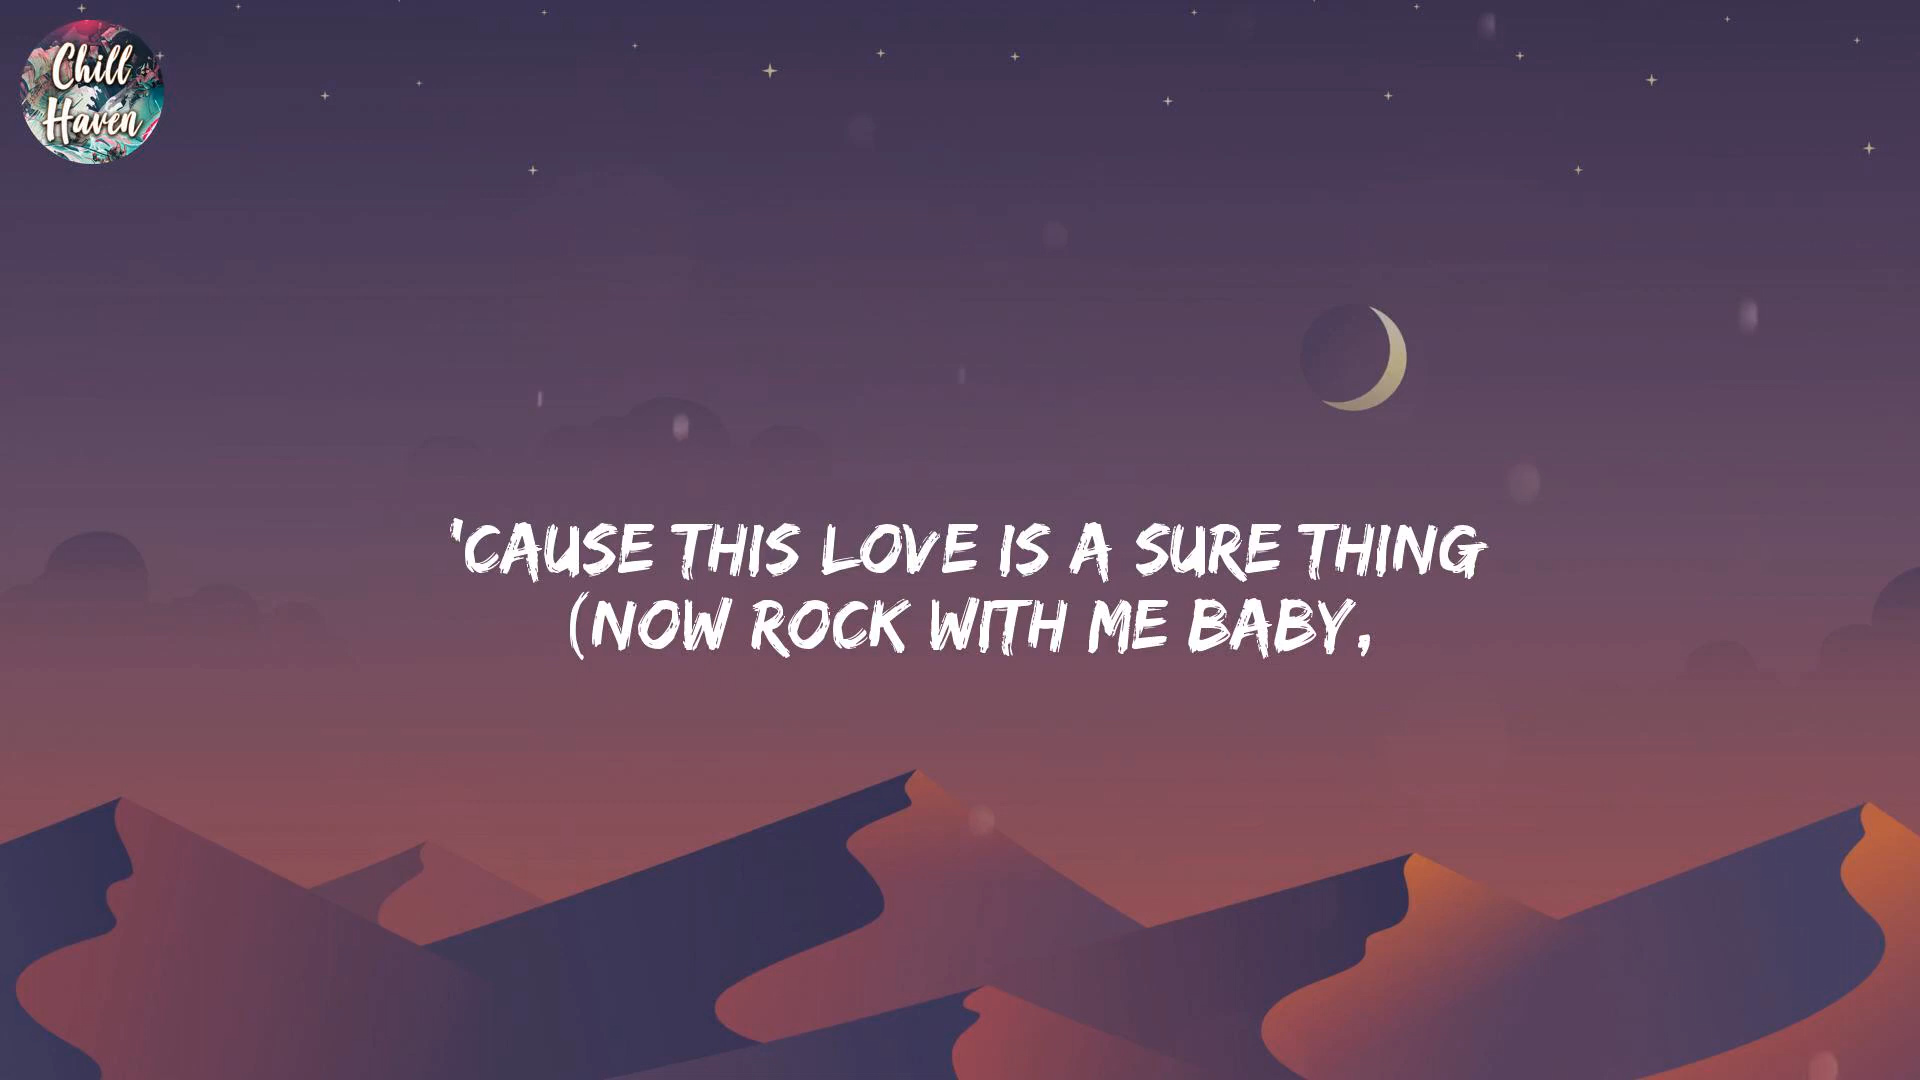 Chill
Haven
'CAUSE THIS LOVE IS A SURE THING
(NOW ROCK WITH ME BABY,